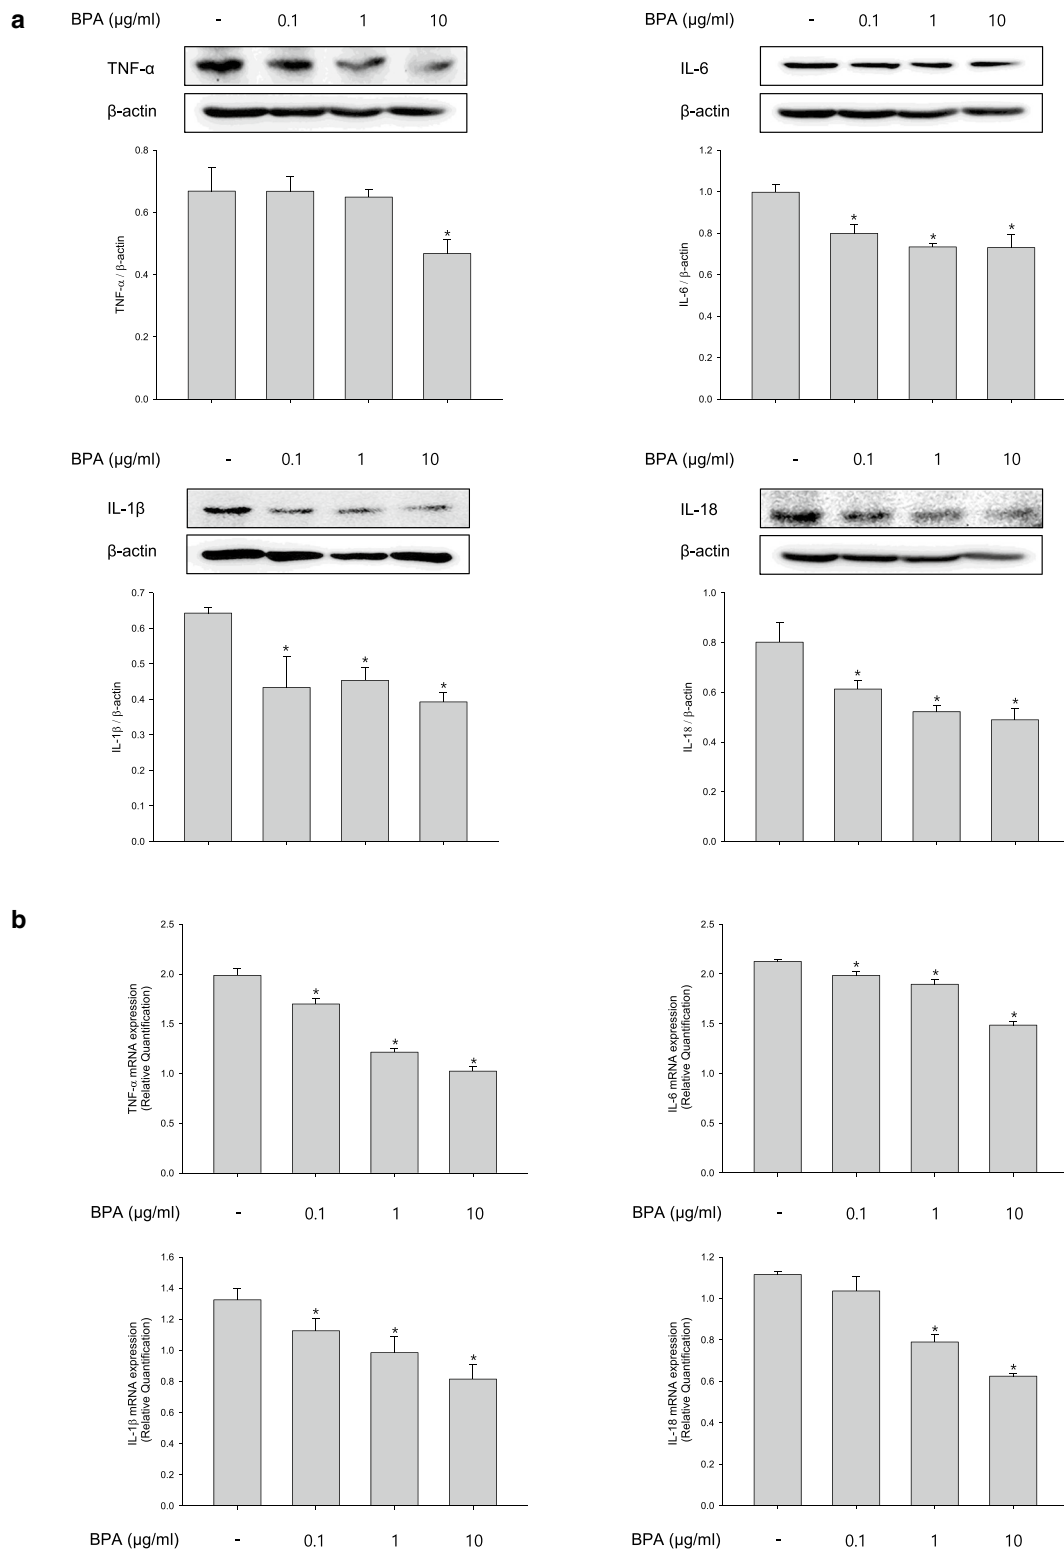 a
BPA (µg/ml) - 0.1 1 10
TNF-α
β-actin
0.8
0.6
0.4
0.2
0.0
TNF-α / β-actin
*
BPA (µg/ml) - 0.1 1 10
IL-6
β-actin
1.2
1.0
0.8
0.6
0.4
0.2
0.0
IL-6 / β-actin
* * *
BPA (µg/ml) - 0.1 1 10
IL-1β
β-actin
0.7
0.6
0.5
0.4
0.3
0.2
0.1
0.0
IL-1β / β-actin
* * *
BPA (µg/ml) - 0.1 1 10
IL-18
β-actin
1.0
0.8
0.6
0.4
0.2
0.0
IL-18 / β-actin
* * *
b
2.5
2.0
1.5
1.0
0.5
0.0
TNF-α mRNA expression
(Relative Quantification)
* * *
BPA (µg/ml) - 0.1 1 10
2.5
2.0
1.5
1.0
0.5
0.0
IL-6 mRNA expression
(Relative Quantification)
* * *
BPA (µg/ml) - 0.1 1 10
1.6
1.4
1.2
1.0
0.8
0.6
0.4
0.2
0.0
IL-1β mRNA expression
(Relative Quantification)
* * *
BPA (µg/ml) - 0.1 1 10
1.2
1.0
0.8
0.6
0.4
0.2
0.0
IL-18 mRNA expression
(Relative Quantification)
* *
BPA (µg/ml) - 0.1 1 10